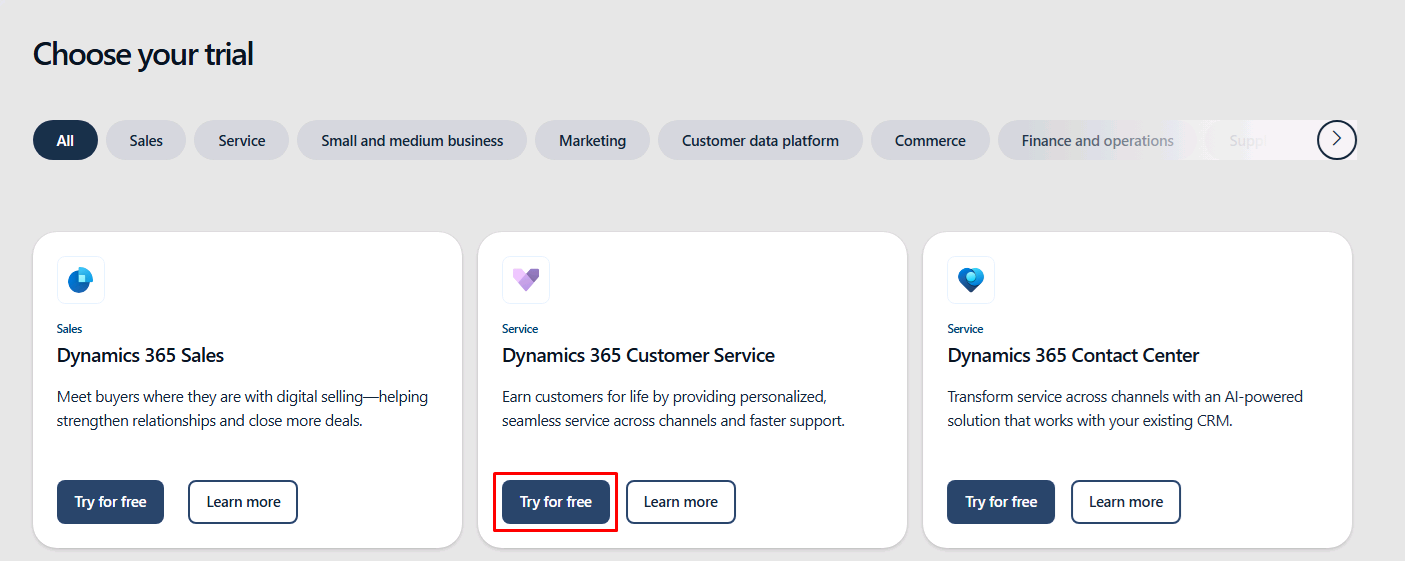 Choose your trial
All
Sales
Service
Small and medium business
Marketing
Customer data platform
Commerce
Finance and operations
Sales
Dynamics 365 Sales
Meet buyers where they are with digital selling—helping
strengthen relationships and close more deals.
Try for free
Learn more
Service
Dynamics 365 Customer Service
Earn customers for life by providing personalized,
seamless service across channels and faster support.
Try for free
Learn more
Service
Dynamics 365 Contact Center
Transform service across channels with an AI-powered
solution that works with your existing CRM.
Try for free
Learn more